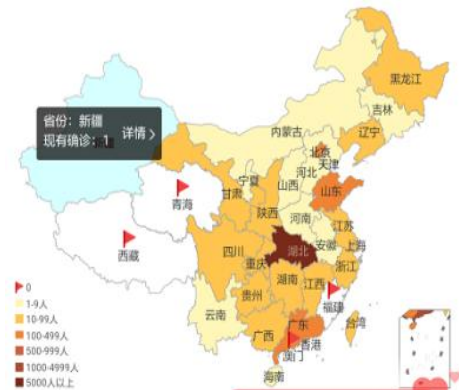 黑龙江
吉林
辽宁
内蒙古
省份：新疆
现有确诊：1
详情 >
北京
天津
河北
山西
山东
宁夏
甘肃
青海
陕西
河南
江苏
西藏
安徽
上海
湖北
四川
重庆
浙江
湖南
江西
贵州
福建
云南
台湾
广西
广东
香港
澳门
海南
0
1-9人
10-99人
100-499人
500-999人
1000-4999人
5000人以上